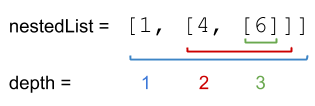 nestedList = [1, [4, [6]]]
depth = 1 2 3